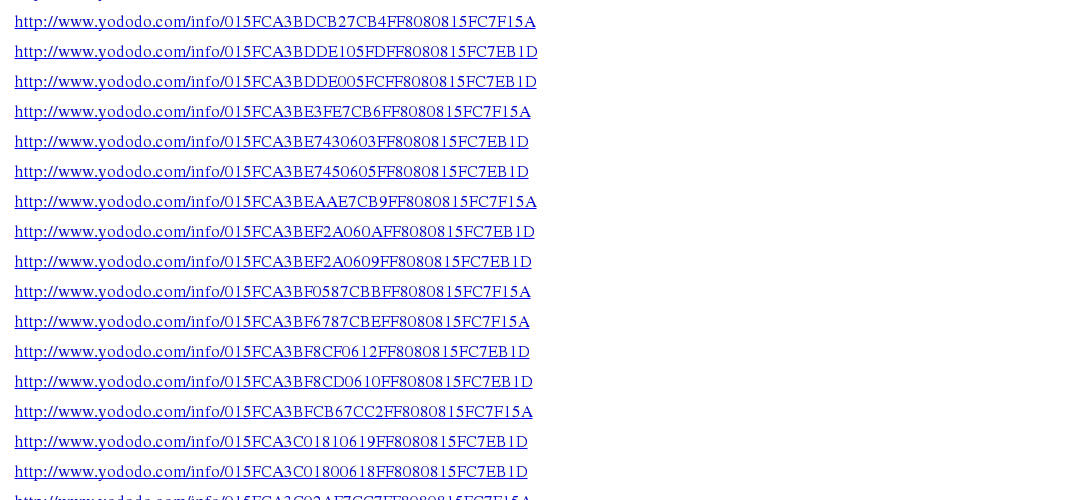 http://www.yododo.com/info/015FCA3BDCB27CB4FF8080815FC7F15A
http://www.yododo.com/info/015FCA3BDDE105FDFF8080815FC7EB1D
http://www.yododo.com/info/015FCA3BDDE005FCFF8080815FC7EB1D
http://www.yododo.com/info/015FCA3BE3FE7CB6FF8080815FC7F15A
http://www.yododo.com/info/015FCA3BE7430603FF8080815FC7EB1D
http://www.yododo.com/info/015FCA3BE7450605FF8080815FC7EB1D
http://www.yododo.com/info/015FCA3BEAAE7CB9FF8080815FC7F15A
http://www.yododo.com/info/015FCA3BEF2A060AFF8080815FC7EB1D
http://www.yododo.com/info/015FCA3BEF2A0609FF8080815FC7EB1D
http://www.yododo.com/info/015FCA3BF0587CBBFF8080815FC7F15A
http://www.yododo.com/info/015FCA3BF6787CBEFF8080815FC7F15A
http://www.yododo.com/info/015FCA3BF8CF0612FF8080815FC7EB1D
http://www.yododo.com/info/015FCA3BF8CD0610FF8080815FC7EB1D
http://www.yododo.com/info/015FCA3BFCB67CC2FF8080815FC7F15A
http://www.yododo.com/info/015FCA3C01810619FF8080815FC7EB1D
http://www.yododo.com/info/015FCA3C01800618FF8080815FC7EB1D